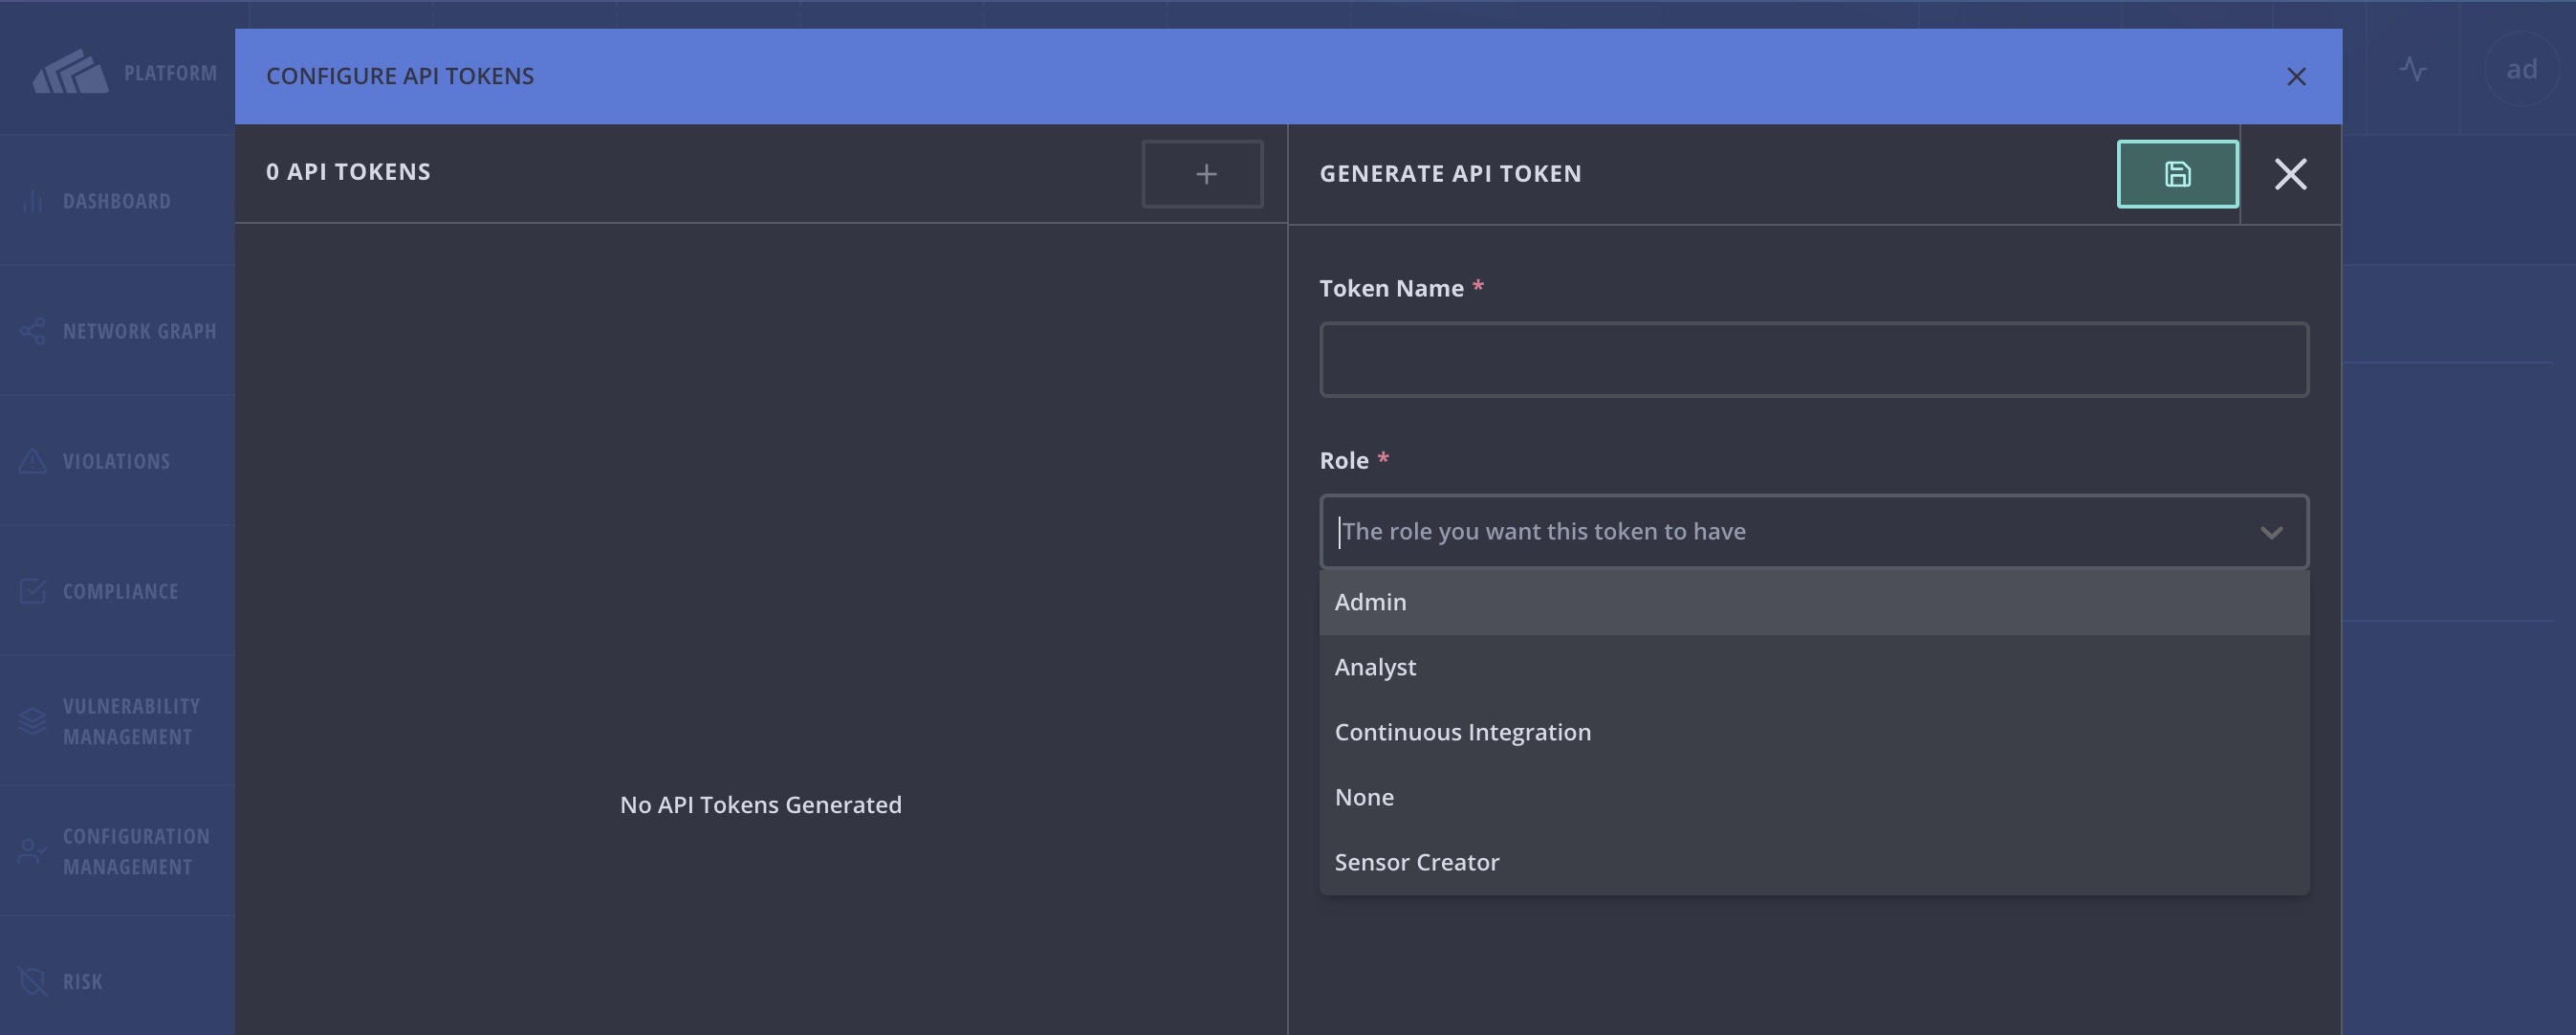 PLATFORM
ad
DASHBOARD
NETWORK GRAPH
VIOLATIONS
COMPLIANCE
VULNERABILITY
MANAGEMENT
CONFIGURATION
MANAGEMENT
RISK
CONFIGURE API TOKENS
0 API TOKENS
No API Tokens Generated
GENERATE API TOKEN
Token Name *
Role *
The role you want this token to have
Admin
Analyst
Continuous Integration
None
Sensor Creator